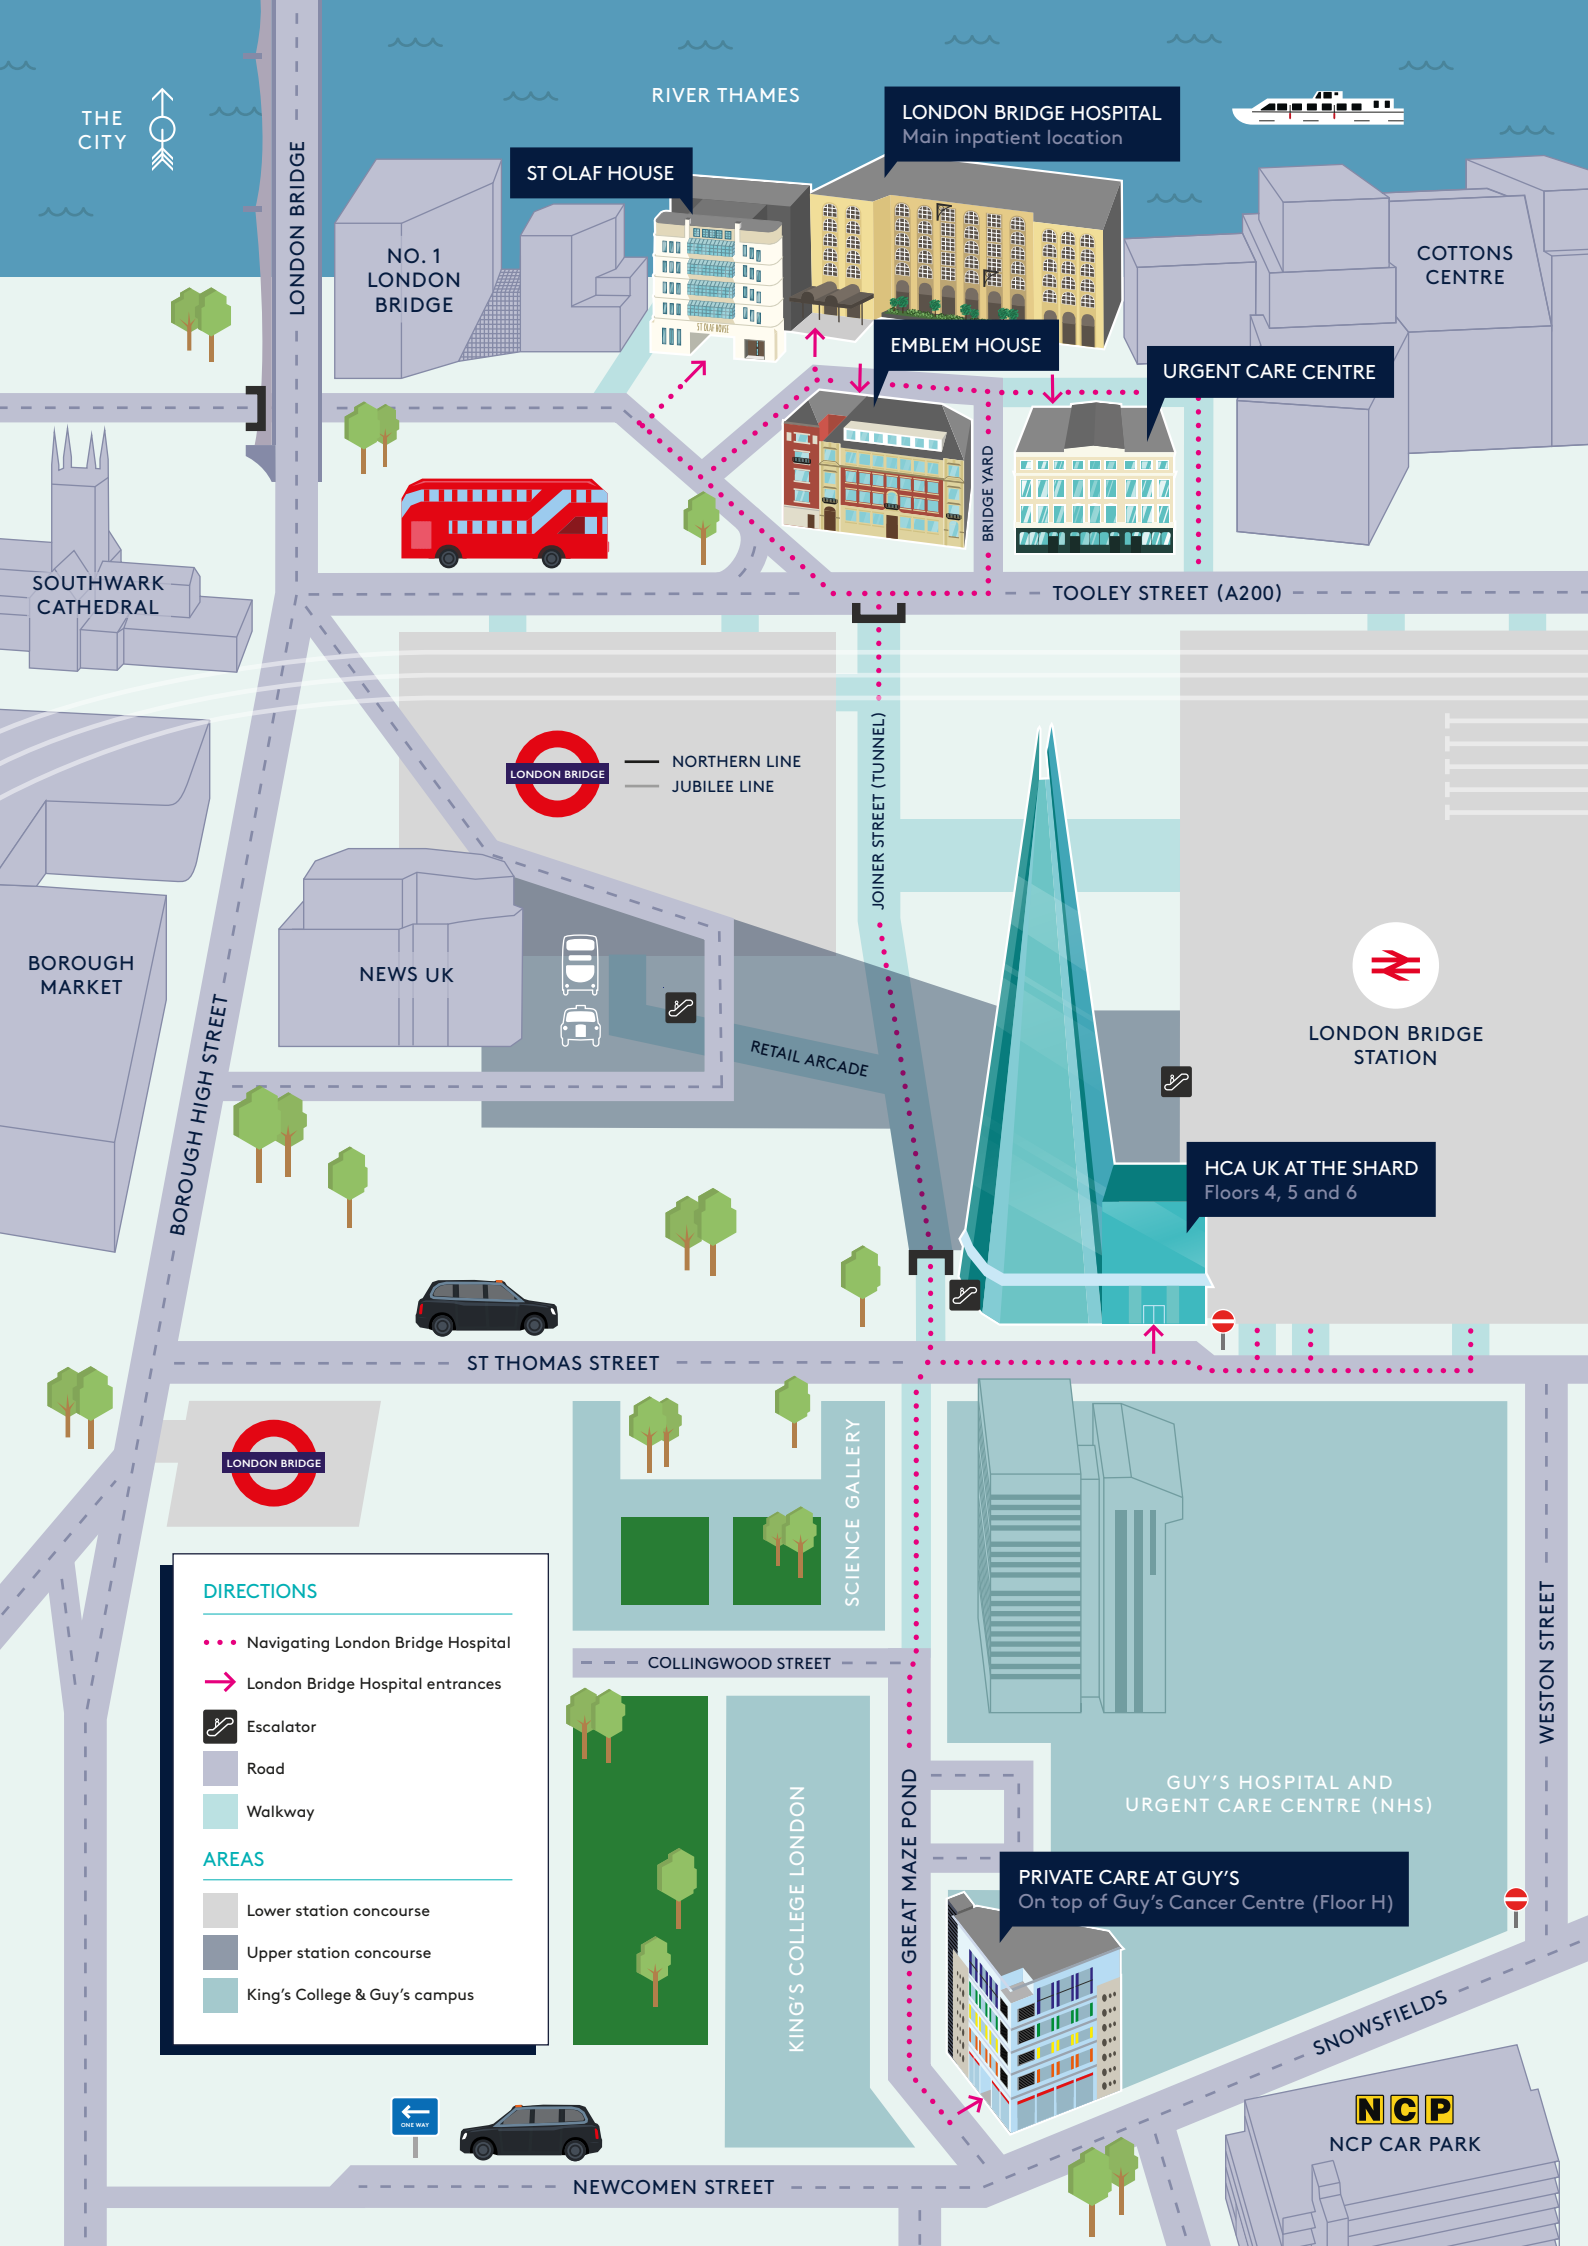 RIVER THAMES
THE
CITY
LONDON BRIDGE
LONDON BRIDGE HOSPITAL
Main inpatient location
ST OLAF HOUSE
NO. 1
LONDON
BRIDGE
COTTONS
CENTRE
ST OLAF HOUSE
EMBLEM HOUSE
URGENT CARE CENTRE
BRIDGE YARD
SOUTHWARK
CATHEDRAL
TOOLEY STREET (A200)
LONDON BRIDGE
NORTHERN LINE
JUBILEE LINE
JOINER STREET (TUNNEL)
BOROUGH
MARKET
NEWS UK
RETAIL ARCADE
LONDON BRIDGE
STATION
BOROUGH HIGH STREET
HCA UK AT THE SHARD
Floors 4, 5 and 6
ST THOMAS STREET
LONDON BRIDGE
SCIENCE GALLERY
DIRECTIONS
Navigating London Bridge Hospital
London Bridge Hospital entrances
Escalator
Road
Walkway
AREAS
Lower station concourse
Upper station concourse
King's College & Guy's campus
COLLINGWOOD STREET
WESTON STREET
KING'S COLLEGE LONDON
GREAT MAZE POND
GUY'S HOSPITAL AND
URGENT CARE CENTRE (NHS)
PRIVATE CARE AT GUY'S
On top of Guy's Cancer Centre (Floor H)
SNOWSFIELDS
ONE WAY
NCP
NCP CAR PARK
NEWCOMEN STREET